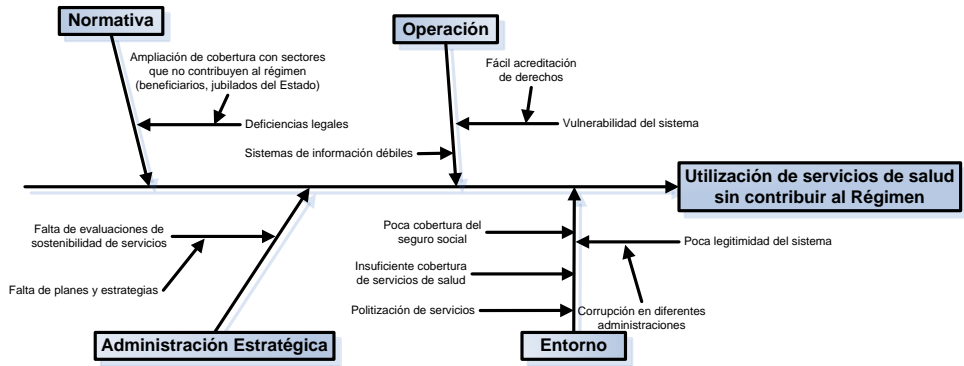 Normativa
Operación
Ampliación de cobertura con sectores
que no contribuyen al régimen
(beneficiarios, jubilados del Estado)
Fácil acreditación
de derechos
Deficiencias legales
Vulnerabilidad del sistema
Sistemas de información débiles
Utilización de servicios de salud
sin contribuir al Régimen
Falta de evaluaciones de
sostenibilidad de servicios
Poca cobertura del
seguro social
Poca legitimidad del sistema
Insuficiente cobertura
de servicios de salud
Falta de planes y estrategias
Politización de servicios
Corrupción en diferentes
administraciones
Administración Estratégica
Entorno